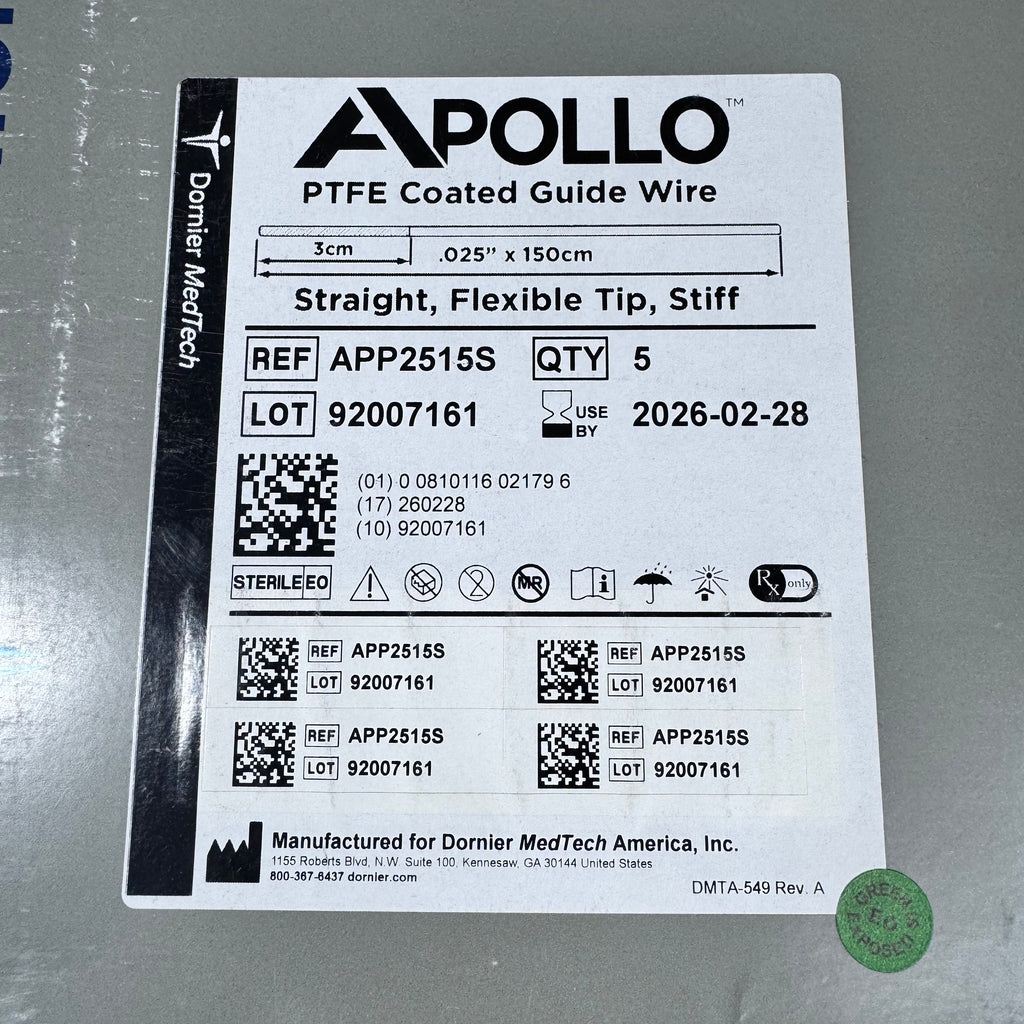 APOLLO™
PTFE Coated Guide Wire
3cm
.025” x 150cm
Straight, Flexible Tip, Stiff
Dornier MedTech
REF APP2515S QTY 5
LOT 92007161 USE BY 2026-02-28
(01) 0 0810116 02179 6
(17) 260228
(10) 92007161
STERILE EO MR i Rx only
REF APP2515S
LOT 92007161
REF APP2515S
LOT 92007161
REF APP2515S
LOT 92007161
REF APP2515S
LOT 92007161
Manufactured for Dornier MedTech America, Inc.
1155 Roberts Blvd, N.W. Suite 100, Kennesaw, GA 30144 United States
800-367-6437 dornier.com
DMTA-549 Rev. A
GREEN IS
EO
EXPOSED